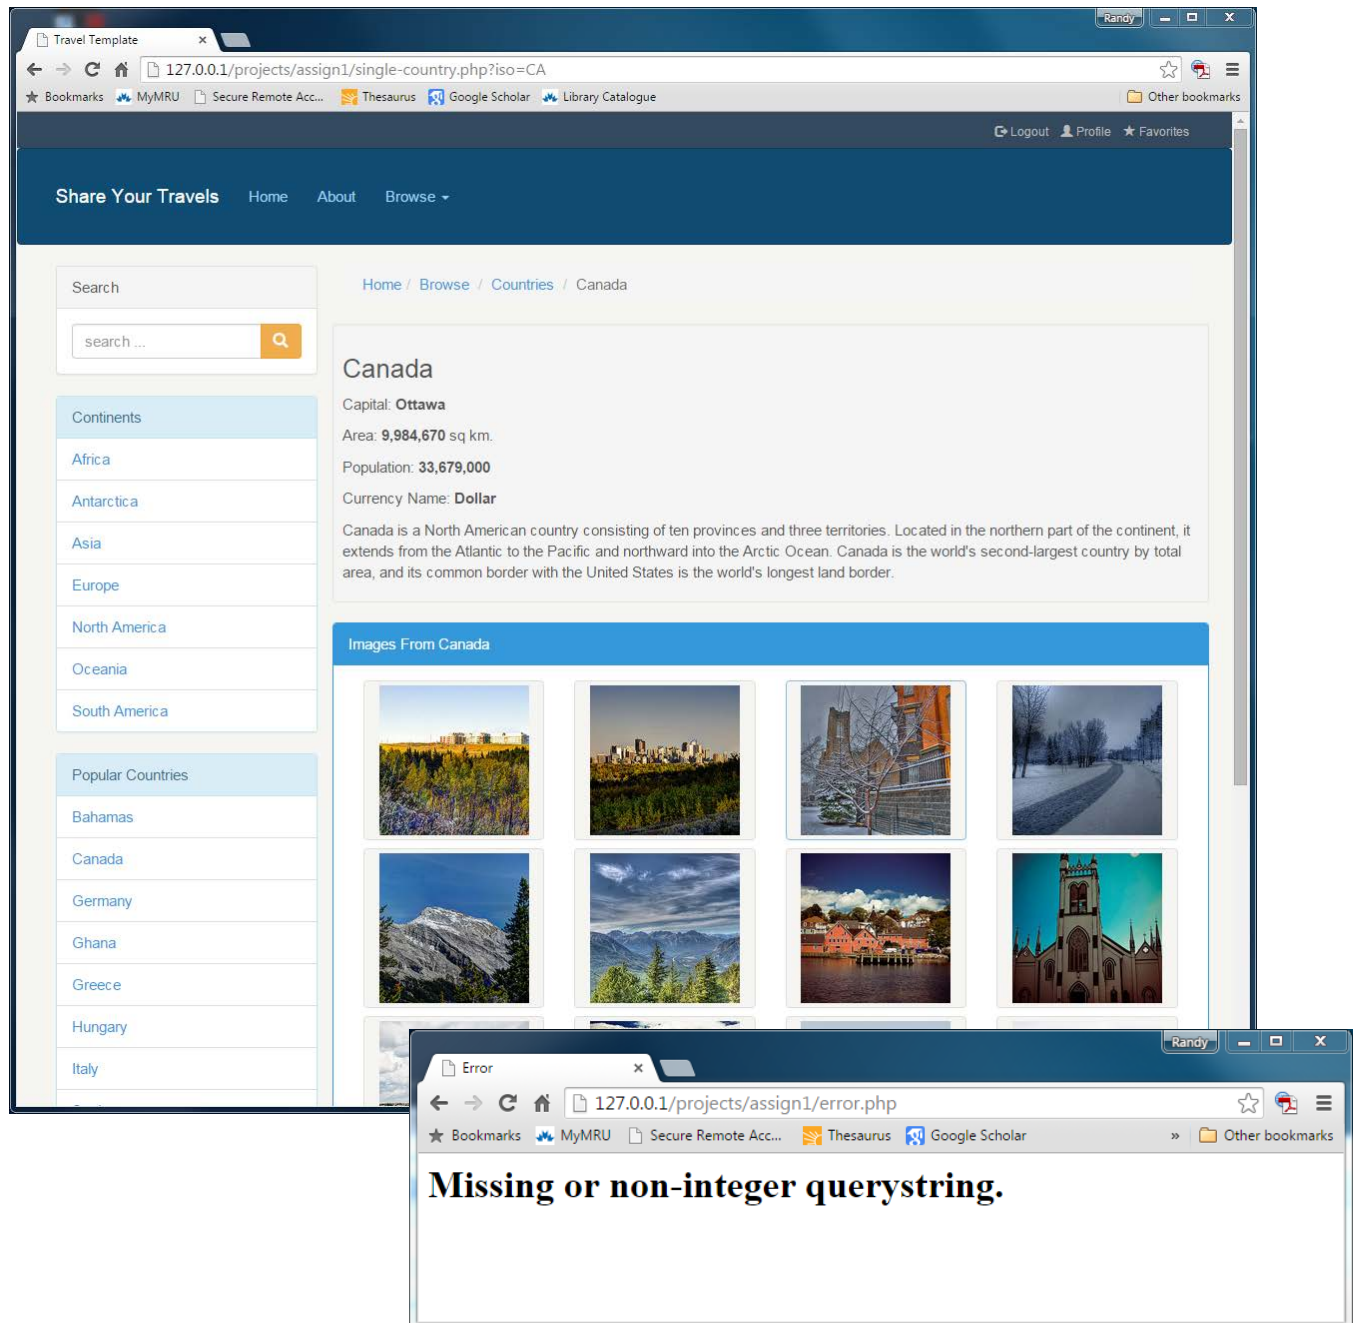 Randy
Travel Template
127.0.0.1/projects/assign1/single-country.php?iso=CA
Bookmarks MyMRU Secure Remote Acc... Thesaurus Google Scholar Library Catalogue Other bookmarks
Logout Profile Favorites
Share Your Travels Home About Browse
Search
search ...
Continents
Africa
Antarctica
Asia
Europe
North America
Oceania
South America
Popular Countries
Bahamas
Canada
Germany
Ghana
Greece
Hungary
Italy
Home / Browse / Countries / Canada
Canada
Capital: Ottawa
Area: 9,984,670 sq km.
Population: 33,679,000
Currency Name: Dollar
Canada is a North American country consisting of ten provinces and three territories. Located in the northern part of the continent, it
extends from the Atlantic to the Pacific and northward into the Arctic Ocean. Canada is the world's second-largest country by total
area, and its common border with the United States is the world's longest land border.
Images From Canada
Randy
Error
127.0.0.1/projects/assign1/error.php
Bookmarks MyMRU Secure Remote Acc... Thesaurus Google Scholar » Other bookmarks
Missing or non-integer querystring.